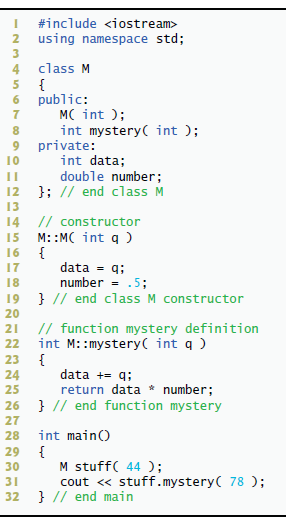 1 #include <iostream>
2 using namespace std;
3
4 class M
5 {
6 public:
7    M( int );
8    int mystery( int );
9 private:
10    int data;
11    double number;
12 }; // end class M
13
14 // constructor
15 M::M( int q )
16 {
17    data = q;
18    number = .5;
19 } // end class M constructor
20
21 // function mystery definition
22 int M::mystery( int q )
23 {
24    data += q;
25    return data * number;
26 } // end function mystery
27
28 int main()
29 {
30    M stuff( 44 );
31    cout << stuff.mystery( 78 );
32 } // end main